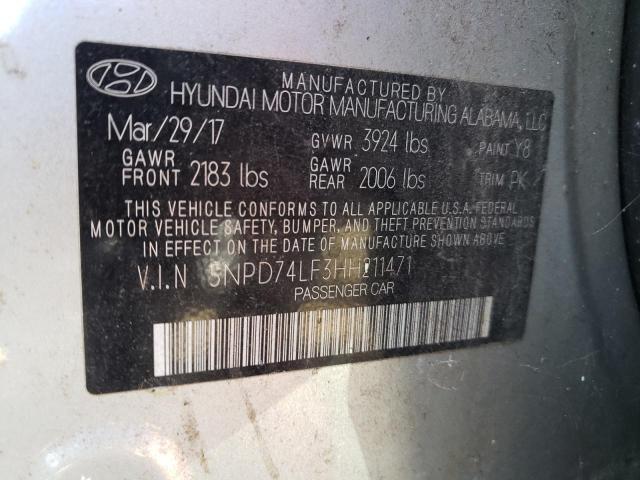 MANUFACTURED BY
HYUNDAI MOTOR MANUFACTURING ALABAMA, LLC
Mar/29/17 GVWR 3924 lbs PAINT Y8
GAWR FRONT 2183 lbs GAWR REAR 2006 lbs TRIM PK
THIS VEHICLE CONFORMS TO ALL APPLICABLE U.S.A. FEDERAL
MOTOR VEHICLE SAFETY, BUMPER, AND THEFT PREVENTION STANDARDS
IN EFFECT ON THE DATE OF MANUFACTURE SHOWN ABOVE.
V.I.N 5NPD74LF3HH211471
PASSENGER CAR